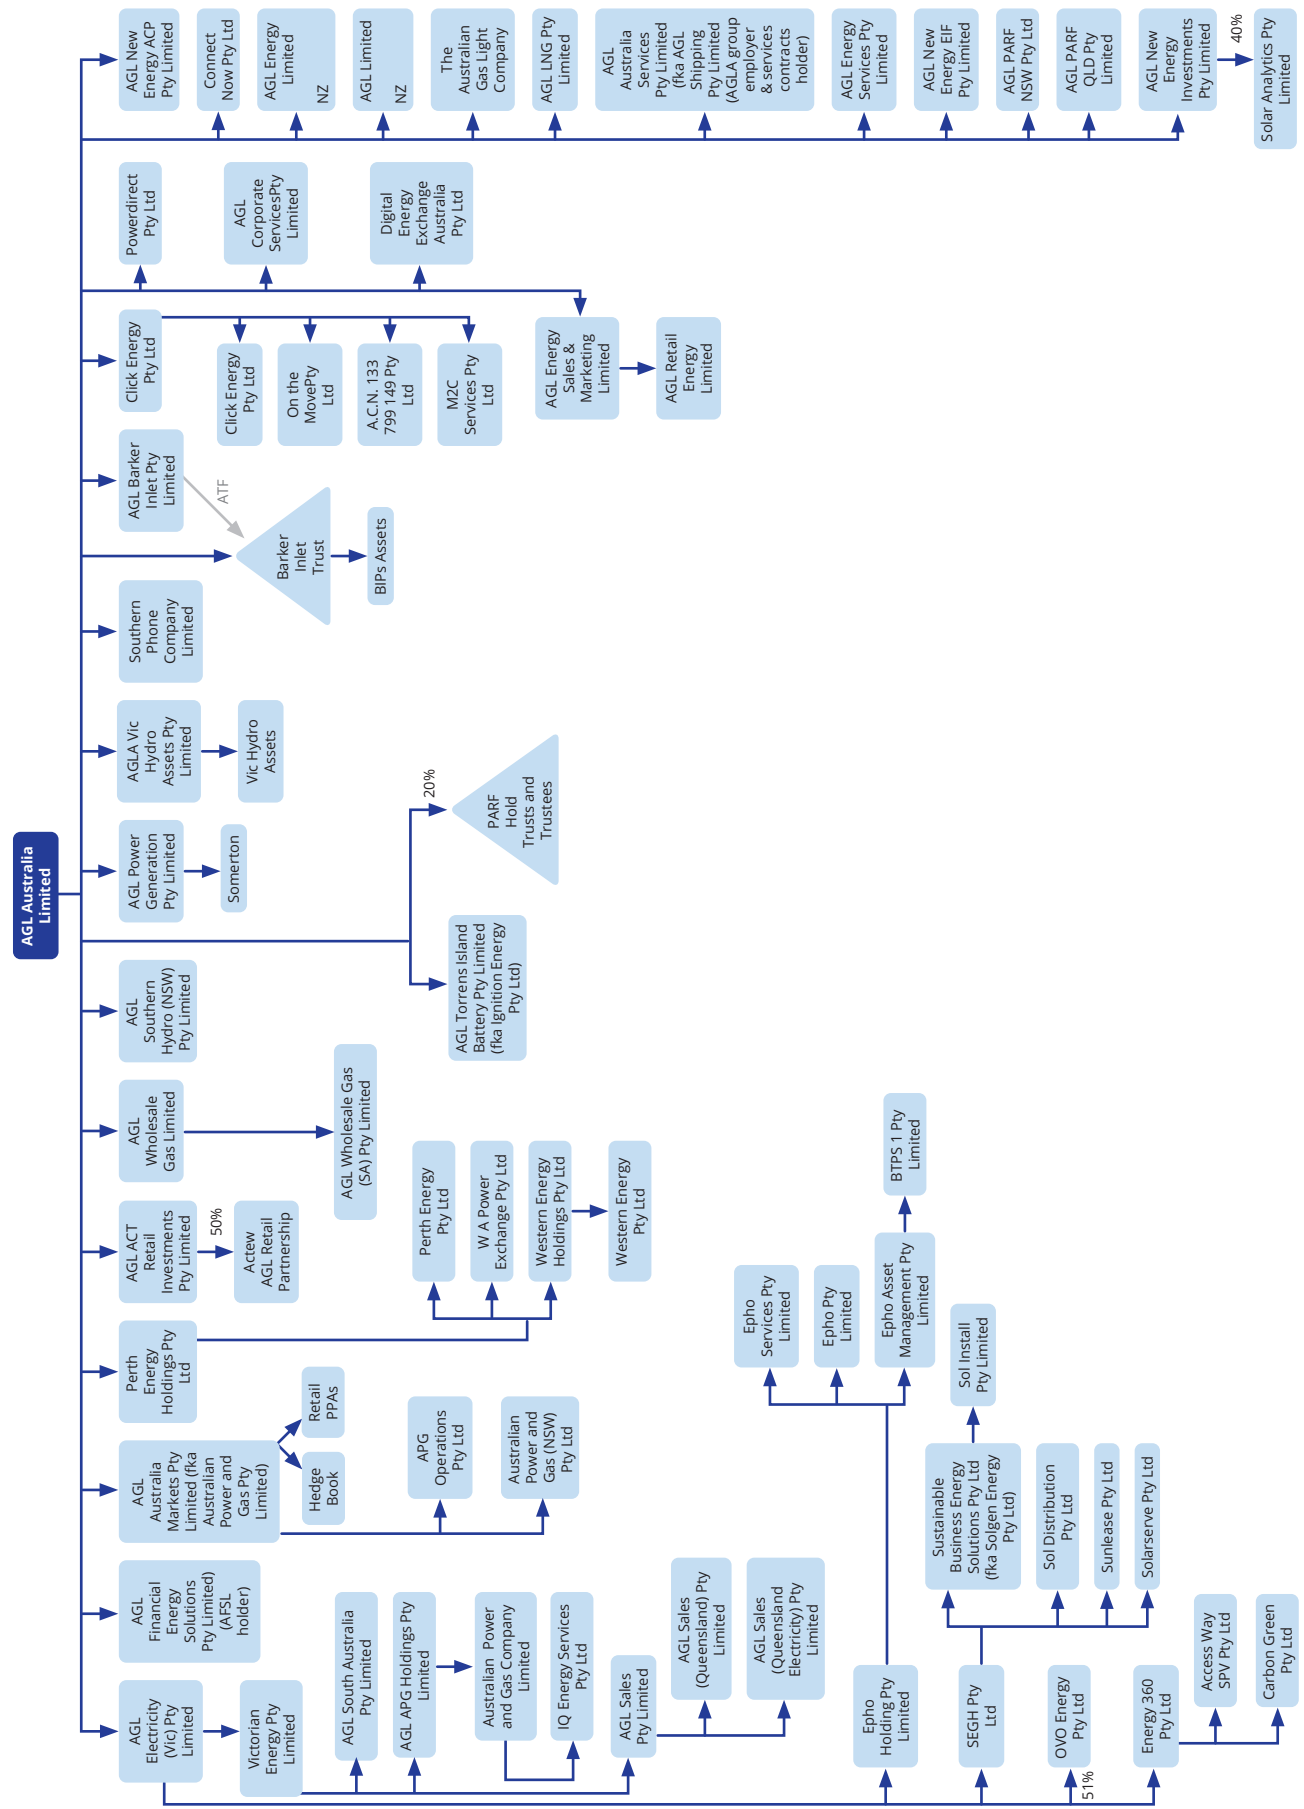 AGL Australia
Limited
AGL
Electricity
(Vic) Pty
Limited
AGL
Financial
Energy
Solutions
Pty Limited)
(AFSL
holder)
AGL
Australia
Markets Pty
Limited (fka
Australian
Power and
Gas Pty
Limited)
Perth
Energy
Holdings Pty
Ltd
AGL ACT
Retail
Investments
Pty Limited
AGL
Wholesale
Gas Limited
AGL
Southern
Hydro (NSW)
Pty Limited
AGL Power
Generation
Pty Limited
AGLA Vic
Hydro
Assets Pty
Limited
Southern
Phone
Company
Limited
AGL Barker
Inlet Pty
Limited
Click Energy
Pty Ltd
Powerdirect
Pty Ltd
AGL New
Energy ACP
Pty Limited
Victorian
Energy Pty
Limited
Hedge
Book
Retail
PPAs
50%
Actew
AGL Retail
Partnership
AGL Wholesale Gas
(SA) Pty Limited
Somerton
Vic Hydro
Assets
ATF
Barker
Inlet
Trust
BIPs Assets
Click Energy
Pty Ltd
On the
MovePty
Ltd
A.C.N. 133
799 149 Pty
Ltd
M2C
Services Pty
Ltd
AGL
Corporate
ServicesPty
Limited
Digital
Energy
Exchange
Australia
Pty Ltd
AGL Energy
Sales &
Marketing
Limited
AGL Retail
Energy
Limited
Connect
Now Pty Ltd
AGL Energy
Limited
NZ
AGL Limited
NZ
The
Australian
Gas Light
Company
AGL LNG Pty
Limited
AGL
Australia
Services
Pty Limited
(fka AGL
Shipping
Pty Limited
(AGLA group
employer
& services
contracts
holder)
AGL Energy
Services Pty
Limited
AGL New
Energy EIF
Pty Limited
AGL PARF
NSW Pty Ltd
AGL PARF
QLD Pty
Limited
AGL New
Energy
Investments
Pty Limited
40%
Solar Analytics Pty
Limited
AGL South Australia
Pty Limited
AGL APG Holdings Pty
Limited
Australian  Power
and Gas Company
Limited
IQ Energy Services
Pty Ltd
AGL Sales
Pty Limited
AGL Sales
(Queensland) Pty
Limited
AGL Sales
(Queensland
Electricity) Pty
Limited
APG
Operations
Pty Ltd
Australian
Power and
Gas (NSW)
Pty Ltd
Perth Energy
Pty Ltd
W A Power
Exchange Pty Ltd
Western Energy
Holdings Pty Ltd
Western Energy
Pty Ltd
AGL Torrens Island
Battery Pty Limited
(fka Ignition Energy
Pty Ltd)
20%
PARF
Hold
Trusts and
Trustees
Epho
Holding Pty
Limited
Epho
Services Pty
Limited
Epho Pty
Limited
Epho Asset
Management Pty
Limited
BTPS 1 Pty
Limited
SEGH Pty
Ltd
Sustainable
Business Energy
Solutions Pty Ltd
(fka Solgen Energy
Pty Ltd)
Sol Install
Pty Limited
Sol Distribution
Pty Ltd
Sunlease Pty Ltd
Solarserve Pty Ltd
OVO Energy
Pty Ltd
51%
Energy 360
Pty Ltd
Access Way
SPV Pty Ltd
Carbon Green
Pty Ltd